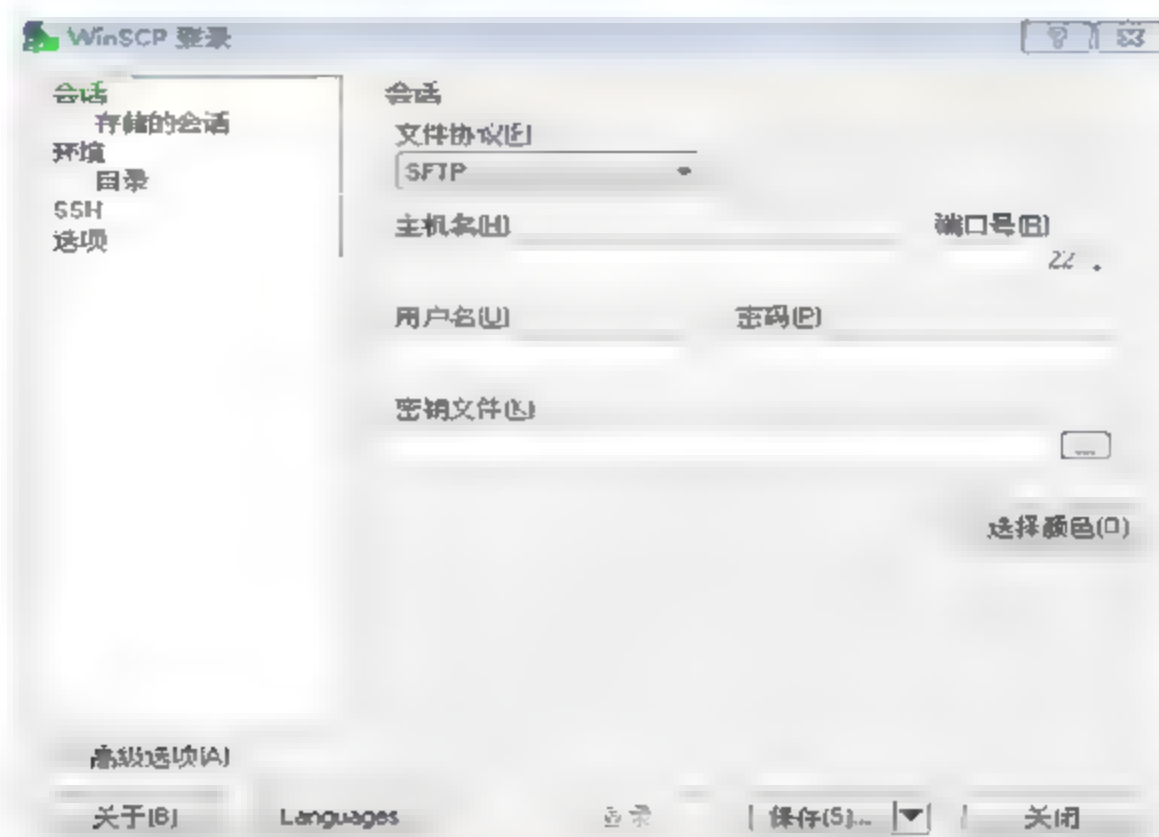 WinSCP 登录
会话
存储的会话
环境
目录
SSH
选项
会话
文件协议(F)
SFTP
主机名(H) 端口号(R)
22
用户名(U) 密码(P)
密钥文件(K)
...
选择颜色(O)
高级选项(A)
关于(B) Languages 登录 保存(S)... 关闭